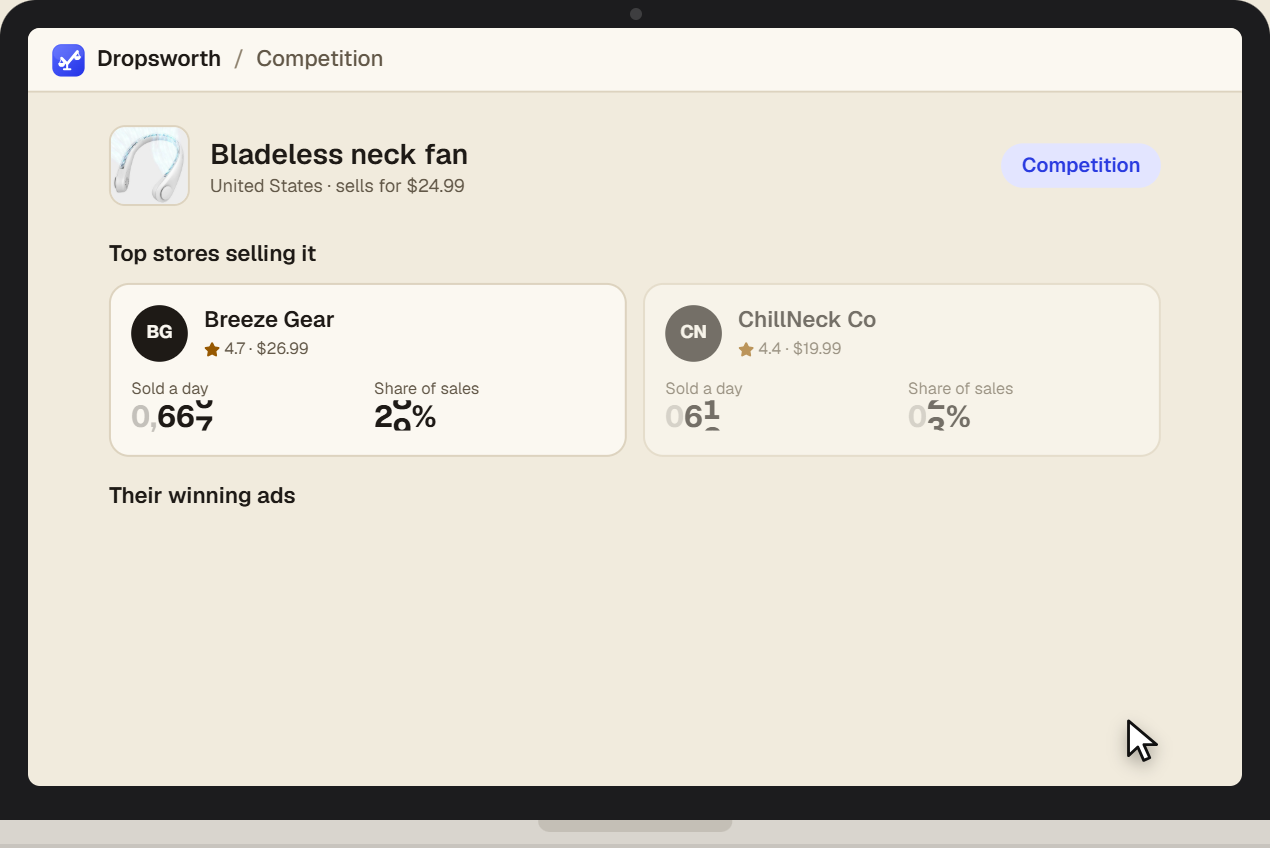 Dropsworth / Competition
Bladeless neck fan
United States · sells for $24.99
Competition
Top stores selling it
BG
Breeze Gear
4.7 · $26.99
Sold a day
Share of sales
CN
ChillNeck Co
4.4 · $19.99
Sold a day
Share of sales
Their winning ads